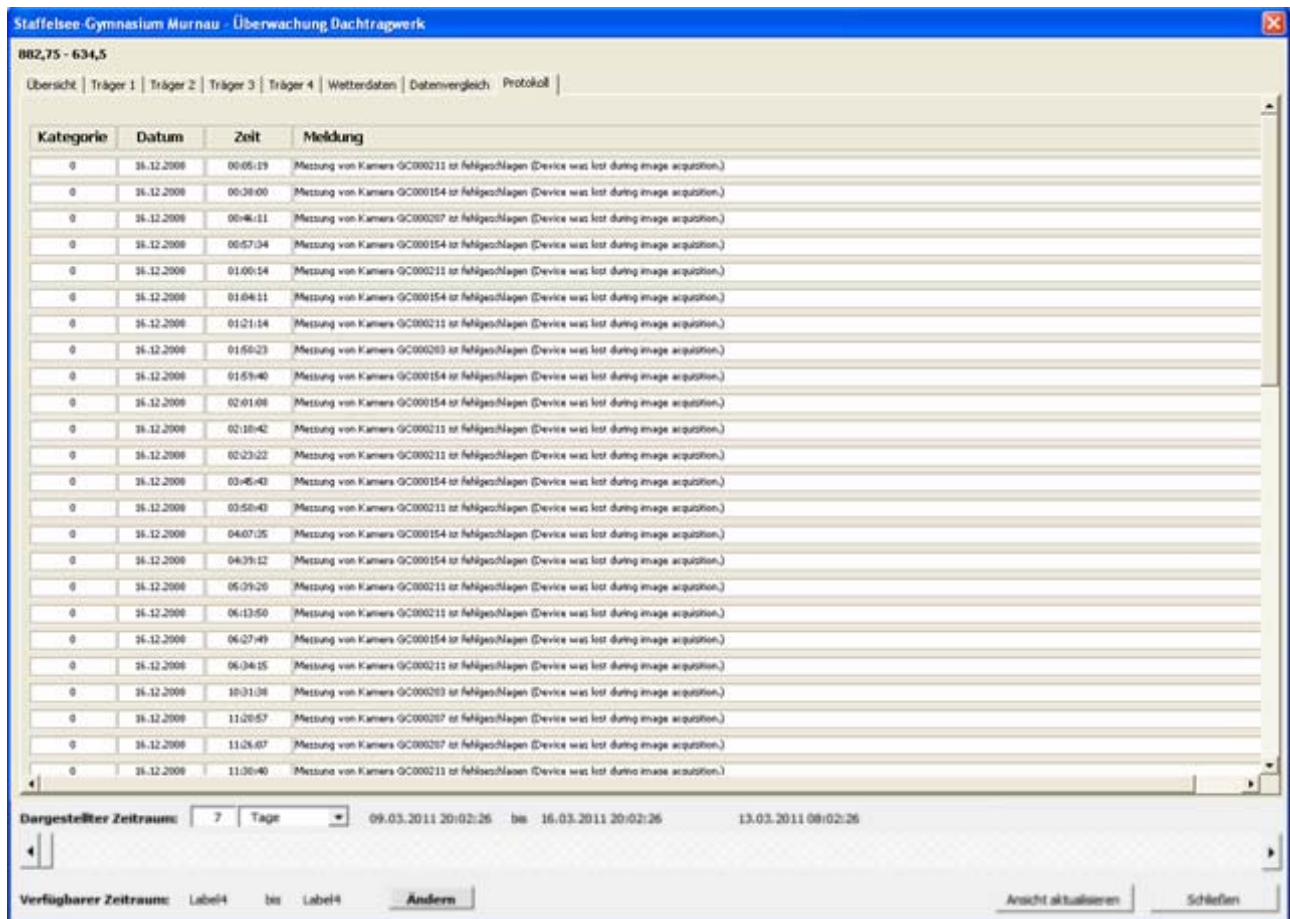 Staffelsee-Gymnasium Murnau - Überwachung Dachtragwerk
882,75 - 634,5
Übersicht | Träger 1 | Träger 2 | Träger 3 | Träger 4 | Wetterdaten | Datenvergleich Protokoll
Kategorie Datum Zeit Meldung
0 16.12.2008 00:05:19 Messung von Kamera GC000211 ist fehlgeschlagen (Device was lost during image acquisition.)
0 16.12.2008 00:38:00 Messung von Kamera GC000154 ist fehlgeschlagen (Device was lost during image acquisition.)
0 16.12.2008 00:46:11 Messung von Kamera GC000207 ist fehlgeschlagen (Device was lost during image acquisition.)
0 16.12.2008 00:57:34 Messung von Kamera GC000154 ist fehlgeschlagen (Device was lost during image acquisition.)
0 16.12.2008 01:00:14 Messung von Kamera GC000211 ist fehlgeschlagen (Device was lost during image acquisition.)
0 16.12.2008 01:04:11 Messung von Kamera GC000154 ist fehlgeschlagen (Device was lost during image acquisition.)
0 16.12.2008 01:21:14 Messung von Kamera GC000211 ist fehlgeschlagen (Device was lost during image acquisition.)
0 16.12.2008 01:50:23 Messung von Kamera GC000203 ist fehlgeschlagen (Device was lost during image acquisition.)
0 16.12.2008 01:59:40 Messung von Kamera GC000154 ist fehlgeschlagen (Device was lost during image acquisition.)
0 16.12.2008 02:01:08 Messung von Kamera GC000154 ist fehlgeschlagen (Device was lost during image acquisition.)
0 16.12.2008 02:18:42 Messung von Kamera GC000211 ist fehlgeschlagen (Device was lost during image acquisition.)
0 16.12.2008 02:23:22 Messung von Kamera GC000211 ist fehlgeschlagen (Device was lost during image acquisition.)
0 16.12.2008 03:45:43 Messung von Kamera GC000154 ist fehlgeschlagen (Device was lost during image acquisition.)
0 16.12.2008 03:50:43 Messung von Kamera GC000211 ist fehlgeschlagen (Device was lost during image acquisition.)
0 16.12.2008 04:07:35 Messung von Kamera GC000154 ist fehlgeschlagen (Device was lost during image acquisition.)
0 16.12.2008 04:39:12 Messung von Kamera GC000154 ist fehlgeschlagen (Device was lost during image acquisition.)
0 16.12.2008 05:39:20 Messung von Kamera GC000211 ist fehlgeschlagen (Device was lost during image acquisition.)
0 16.12.2008 06:13:50 Messung von Kamera GC000211 ist fehlgeschlagen (Device was lost during image acquisition.)
0 16.12.2008 06:27:49 Messung von Kamera GC000154 ist fehlgeschlagen (Device was lost during image acquisition.)
0 16.12.2008 06:34:15 Messung von Kamera GC000211 ist fehlgeschlagen (Device was lost during image acquisition.)
0 16.12.2008 10:31:38 Messung von Kamera GC000203 ist fehlgeschlagen (Device was lost during image acquisition.)
0 16.12.2008 11:20:57 Messung von Kamera GC000207 ist fehlgeschlagen (Device was lost during image acquisition.)
0 16.12.2008 11:26:07 Messung von Kamera GC000207 ist fehlgeschlagen (Device was lost during image acquisition.)
0 16.12.2008 11:30:40 Messung von Kamera GC000211 ist fehlgeschlagen (Device was lost during image acquisition.)
Dargestellter Zeitraum: 7 Tage 09.03.2011 20:02:26 bis 16.03.2011 20:02:26 13.03.2011 08:02:26
Verfügbarer Zeitraum: Label4 bis Label4 Ändern Ansicht aktualisieren Schließen